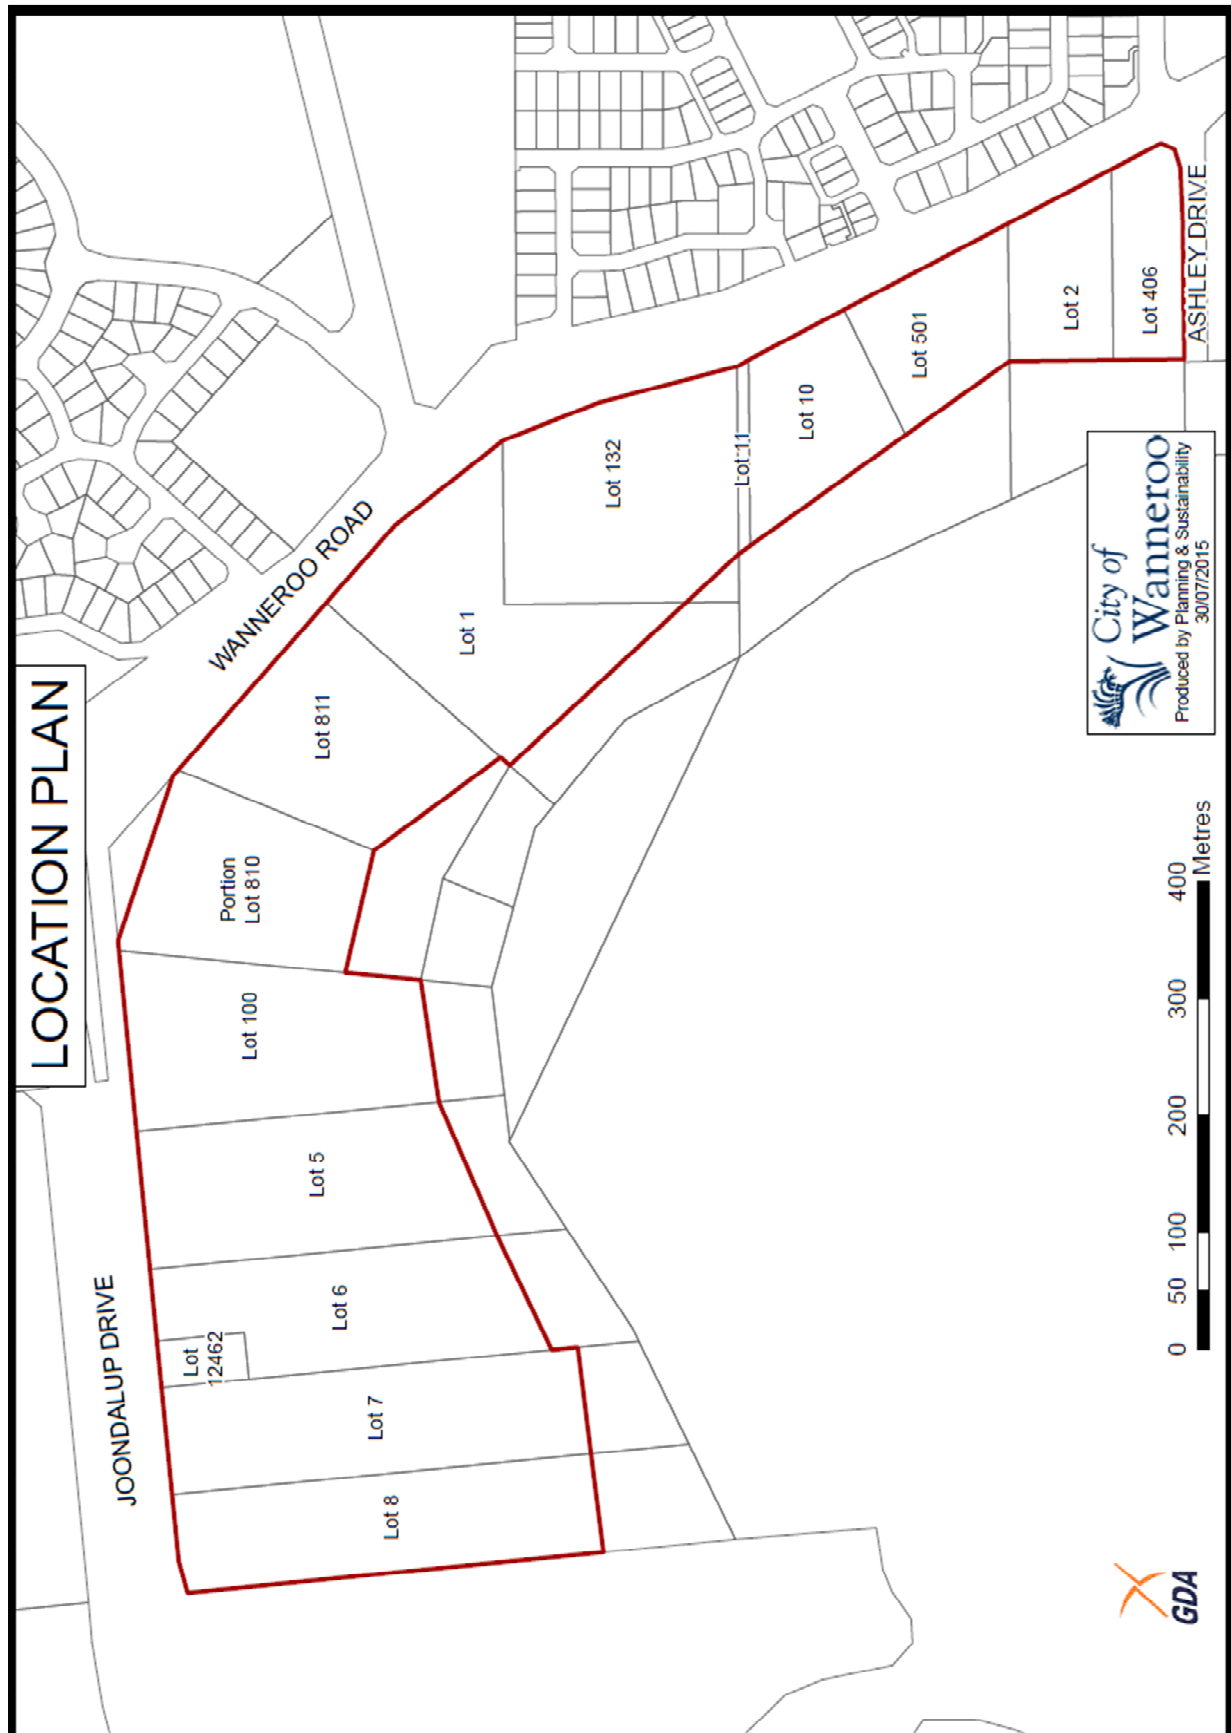 LOCATION PLAN
JOONDALUP DRIVE
WANNEROO ROAD
Lot 8
Lot 7
Lot
12462
Lot 6
Lot 5
Lot 100
Portion
Lot 810
Lot 811
Lot 1
Lot 132
Lot 11
Lot 10
Lot 501
Lot 2
Lot 406
ASHLEY DRIVE
GDA
0 50 100 200 300 400
Metres
City of
Wanneroo
Produced by Planning & Sustainability
30/07/2015